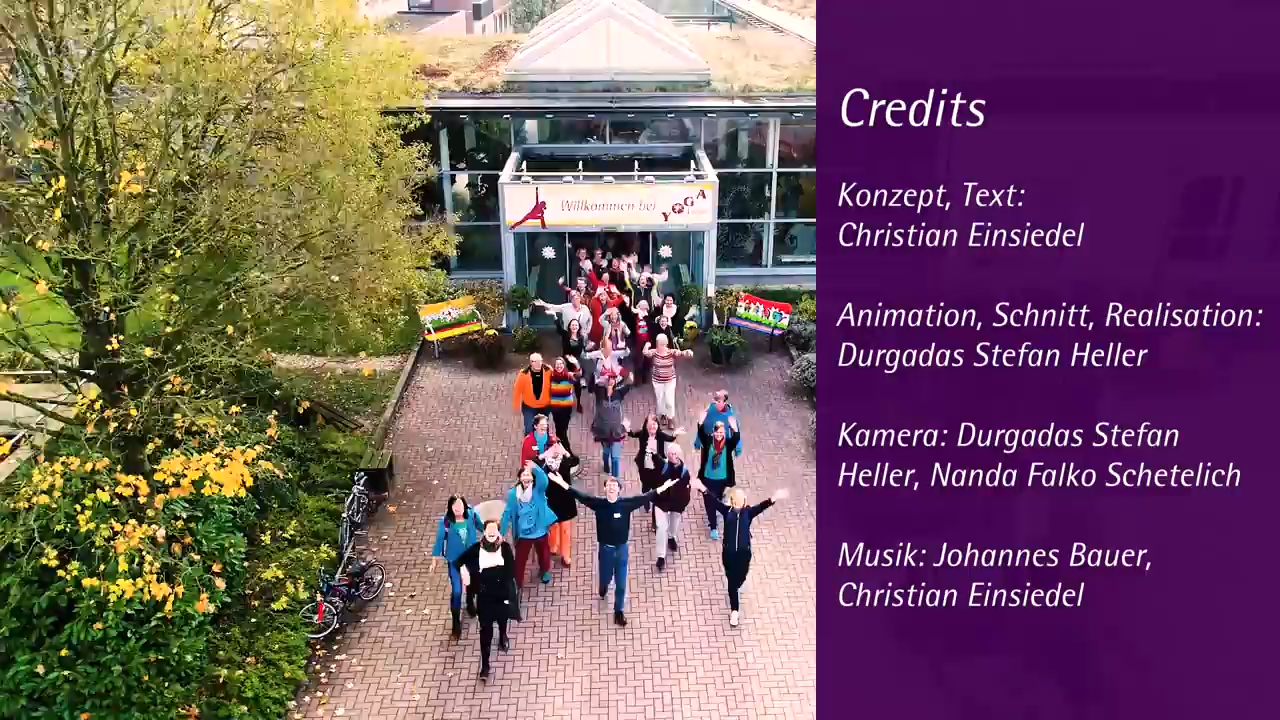 Willkommen bei YOGA
Credits
Konzept, Text:
Christian Einsiedel
Animation, Schnitt, Realisation:
Durgadas Stefan Heller
Kamera: Durgadas Stefan
Heller, Nanda Falko Schetelich
Musik: Johannes Bauer,
Christian Einsiedel